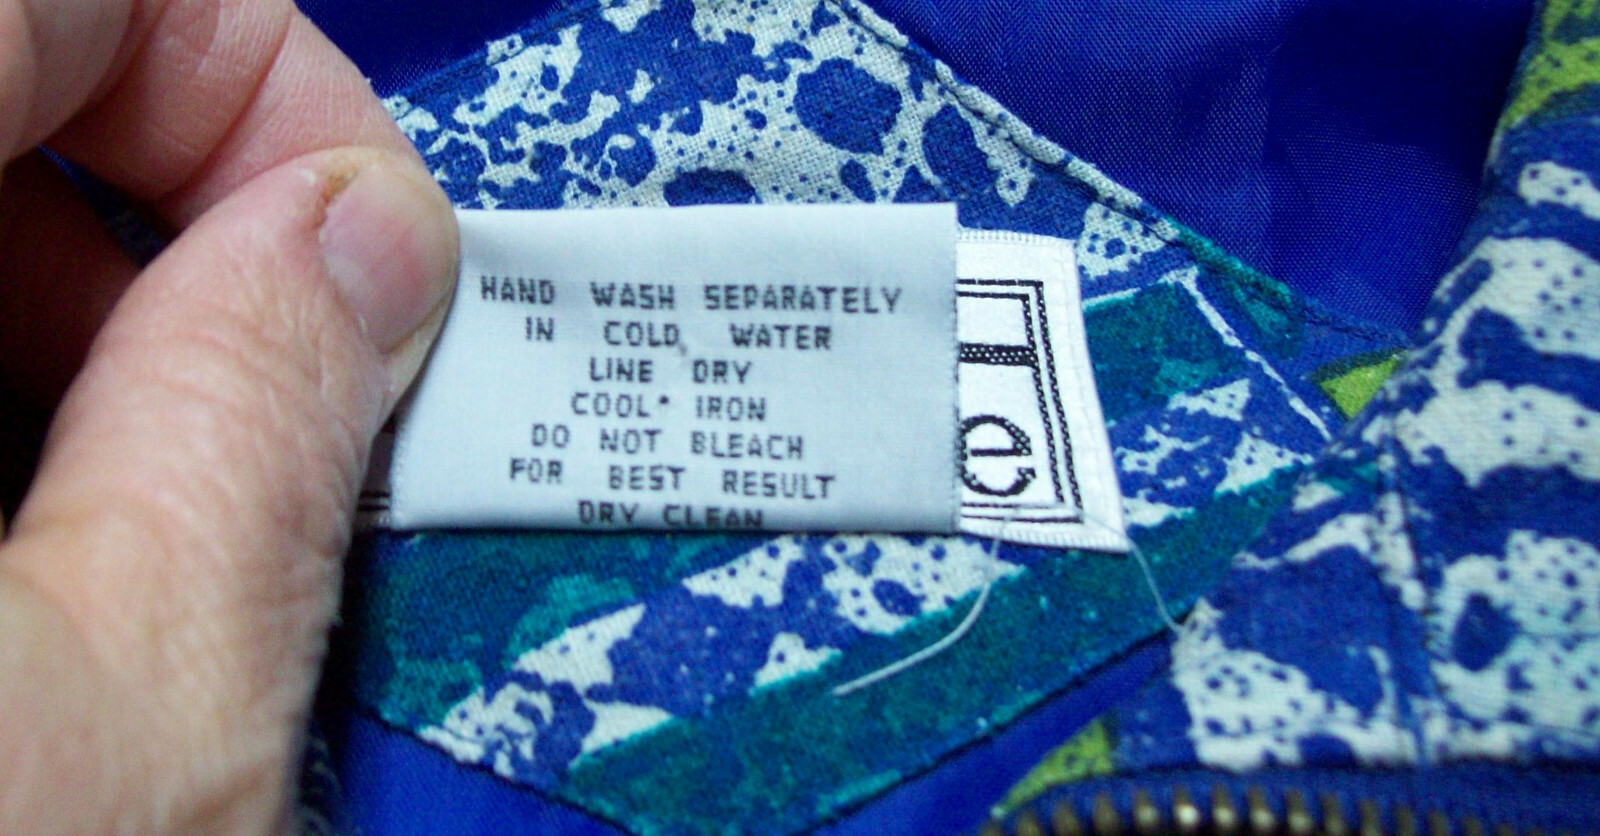 HAND WASH SEPARATELY
IN COLD WATER
LINE DRY
COOL IRON
DO NOT BLEACH
FOR BEST RESULT
DRY CLEAN
e